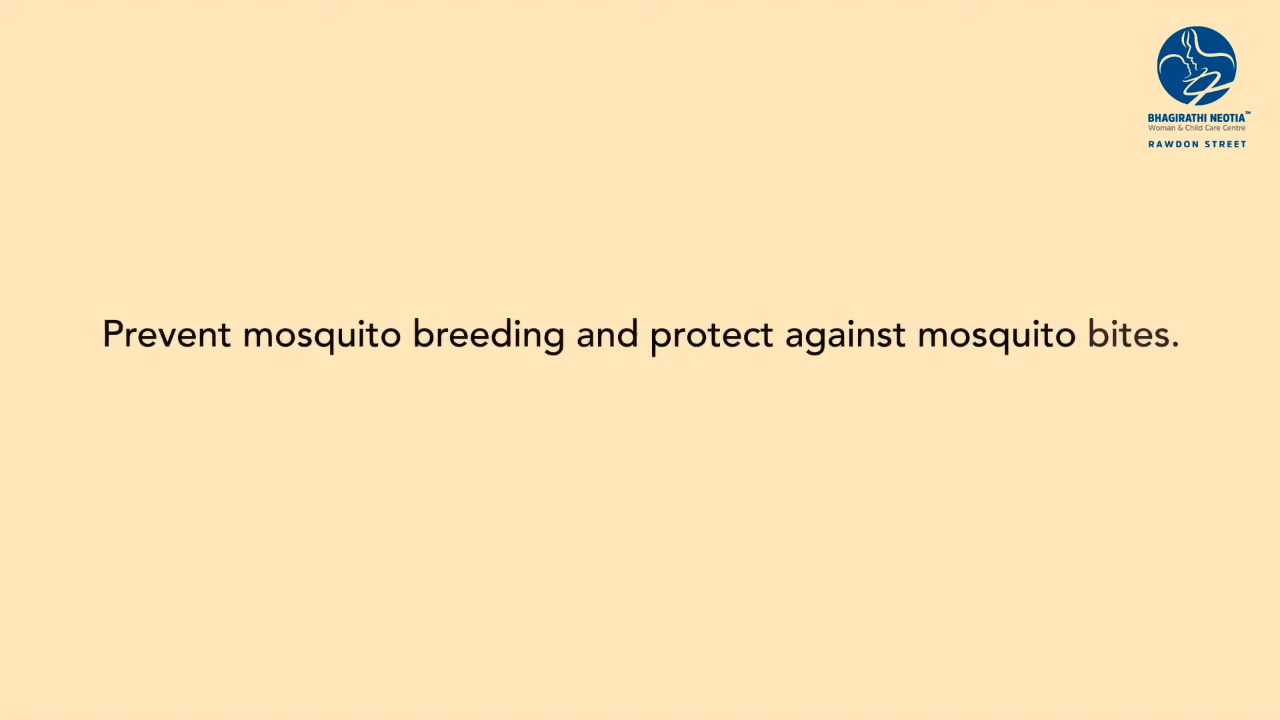 BHAGIRATHI NEOTIA™
Woman & Child Care Centre
RAWDON STREET
Prevent mosquito breeding and protect against mosquito bites.